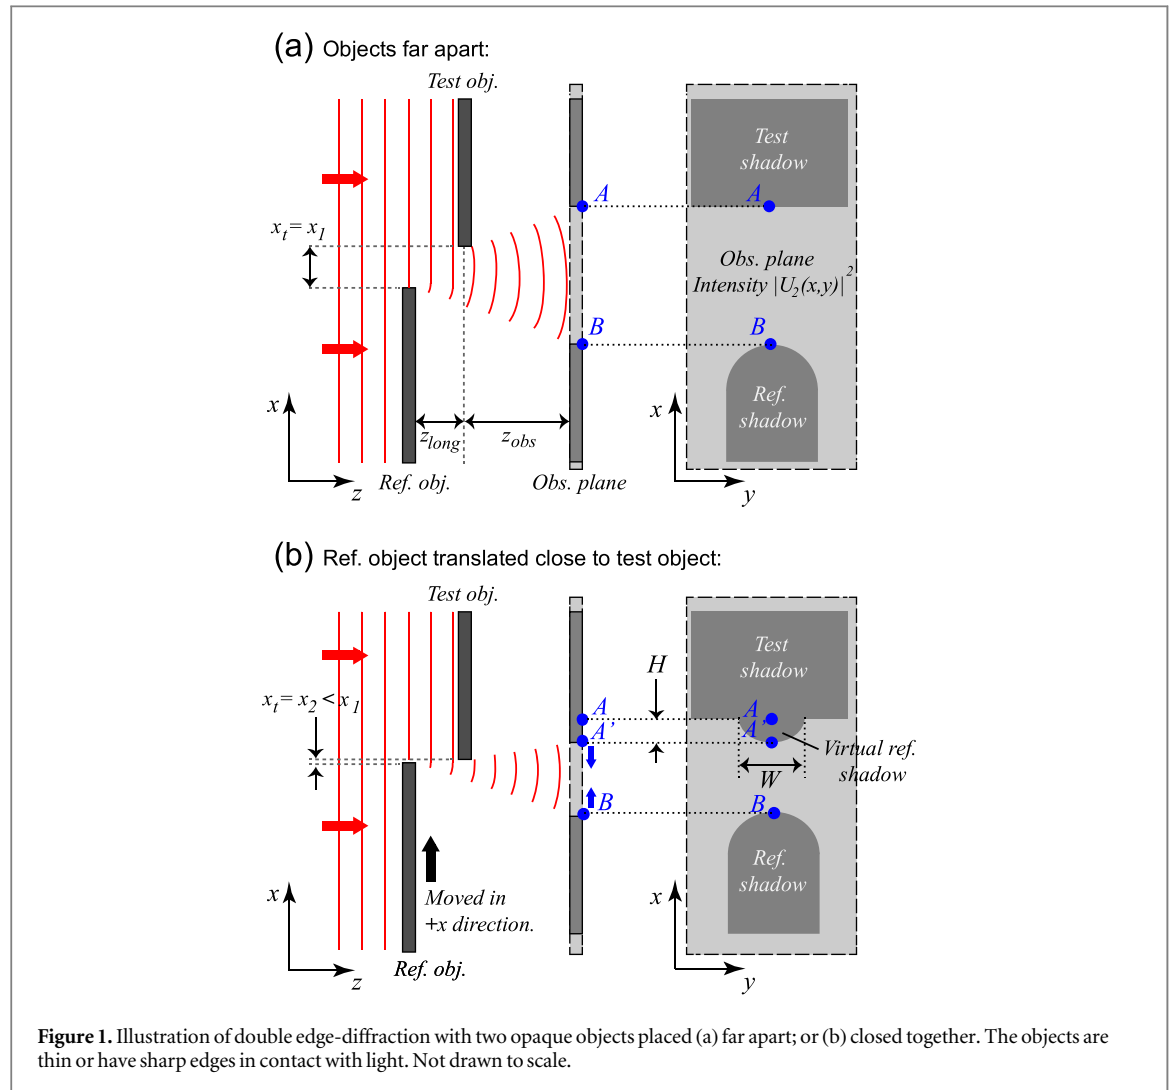 (a) Objects far apart:
Test obj.
x_t = x_1
A
B
x
z
z_long
z_obs
Ref. obj.
Obs. plane
Test
shadow
A
Obs. plane
Intensity |U_2(x,y)|^2
B
Ref.
shadow
x
y
(b) Ref. object translated close to test object:
Test obj.
x_t = x_2 < x_1
A
A'
B
Moved in
+x direction.
x
z
Ref. obj.
H
Test
shadow
A
A'
Virtual ref.
shadow
W
B
Ref.
shadow
x
y
Figure 1. Illustration of double edge-diffraction with two opaque objects placed (a) far apart; or (b) closed together. The objects are
thin or have sharp edges in contact with light. Not drawn to scale.